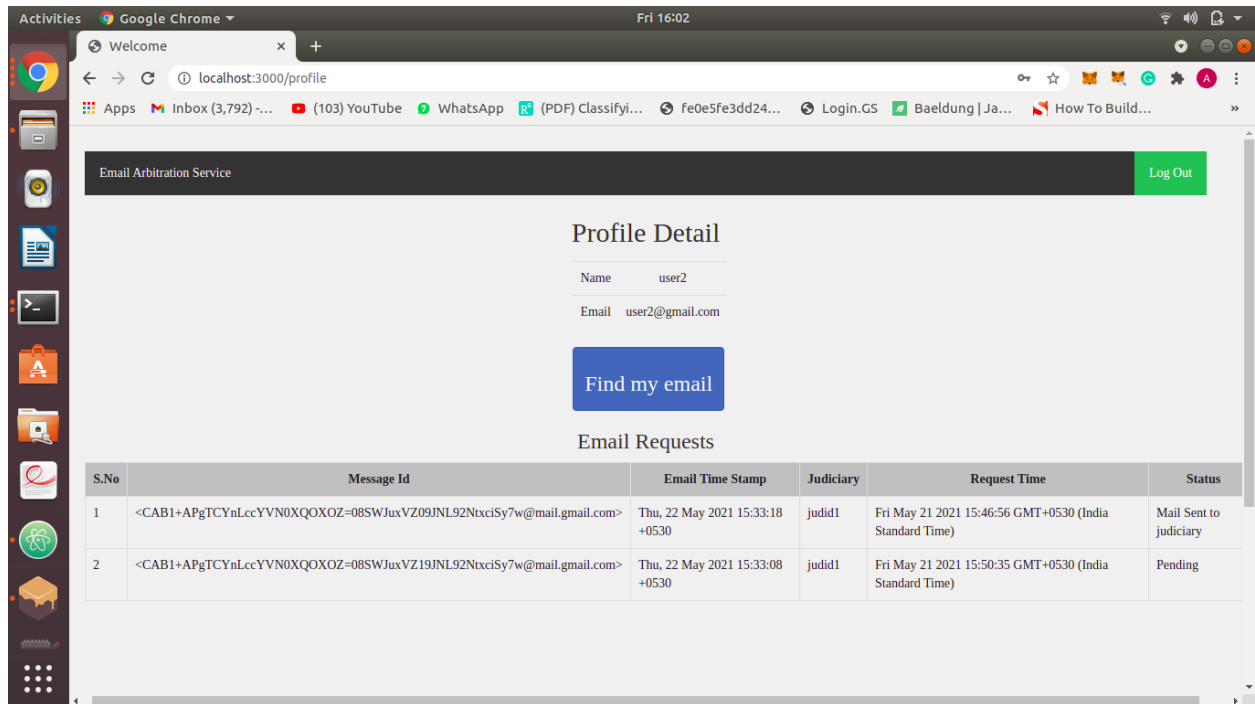 Activities Google Chrome Fri 16:02
Welcome
localhost:3000/profile
Apps Inbox (3,792) -... (103) YouTube WhatsApp (PDF) Classifyi... fe0e5fe3dd24... Login.GS Baeldung | Ja... How To Build... »
Email Arbitration Service Log Out
Profile Detail
Name user2
Email user2@gmail.com
Find my email
Email Requests
S.No Message Id Email Time Stamp Judiciary Request Time Status
1 <CAB1+APgTCYnLccYVN0XQOXOZ=08SWJuxVZ09JNL92NtxciSy7w@mail.gmail.com> Thu, 22 May 2021 15:33:18 judid1 Fri May 21 2021 15:46:56 GMT+0530 (India Mail Sent to
+0530 Standard Time) judiciary
2 <CAB1+APgTCYnLccYVN0XQOXOZ=08SWJuxVZ19JNL92NtxciSy7w@mail.gmail.com> Thu, 22 May 2021 15:33:08 judid1 Fri May 21 2021 15:50:35 GMT+0530 (India Pending
+0530 Standard Time)